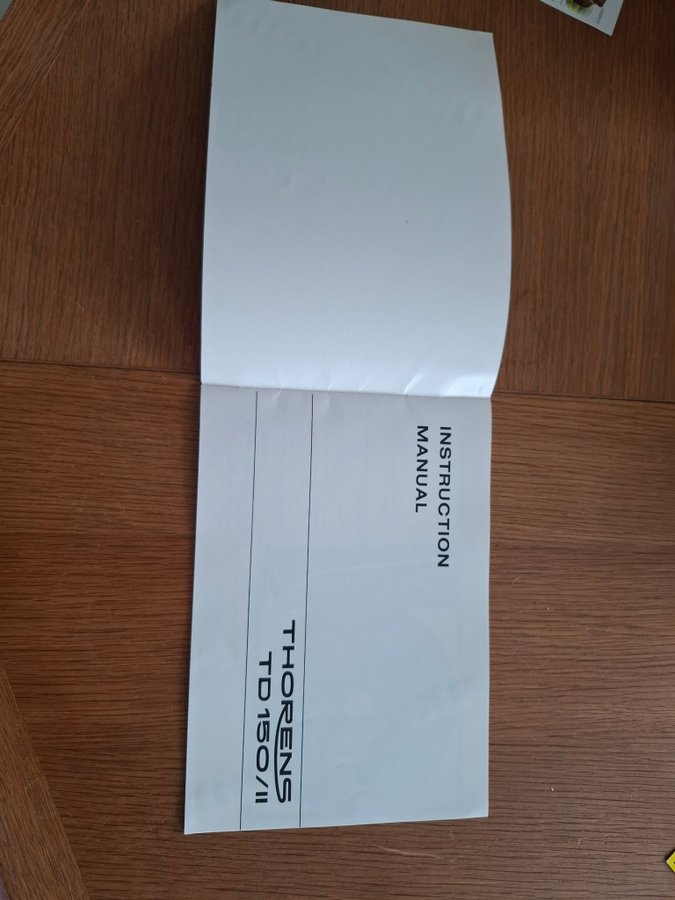 INSTRUCTION
MANUAL
THORENS
TD 150/II